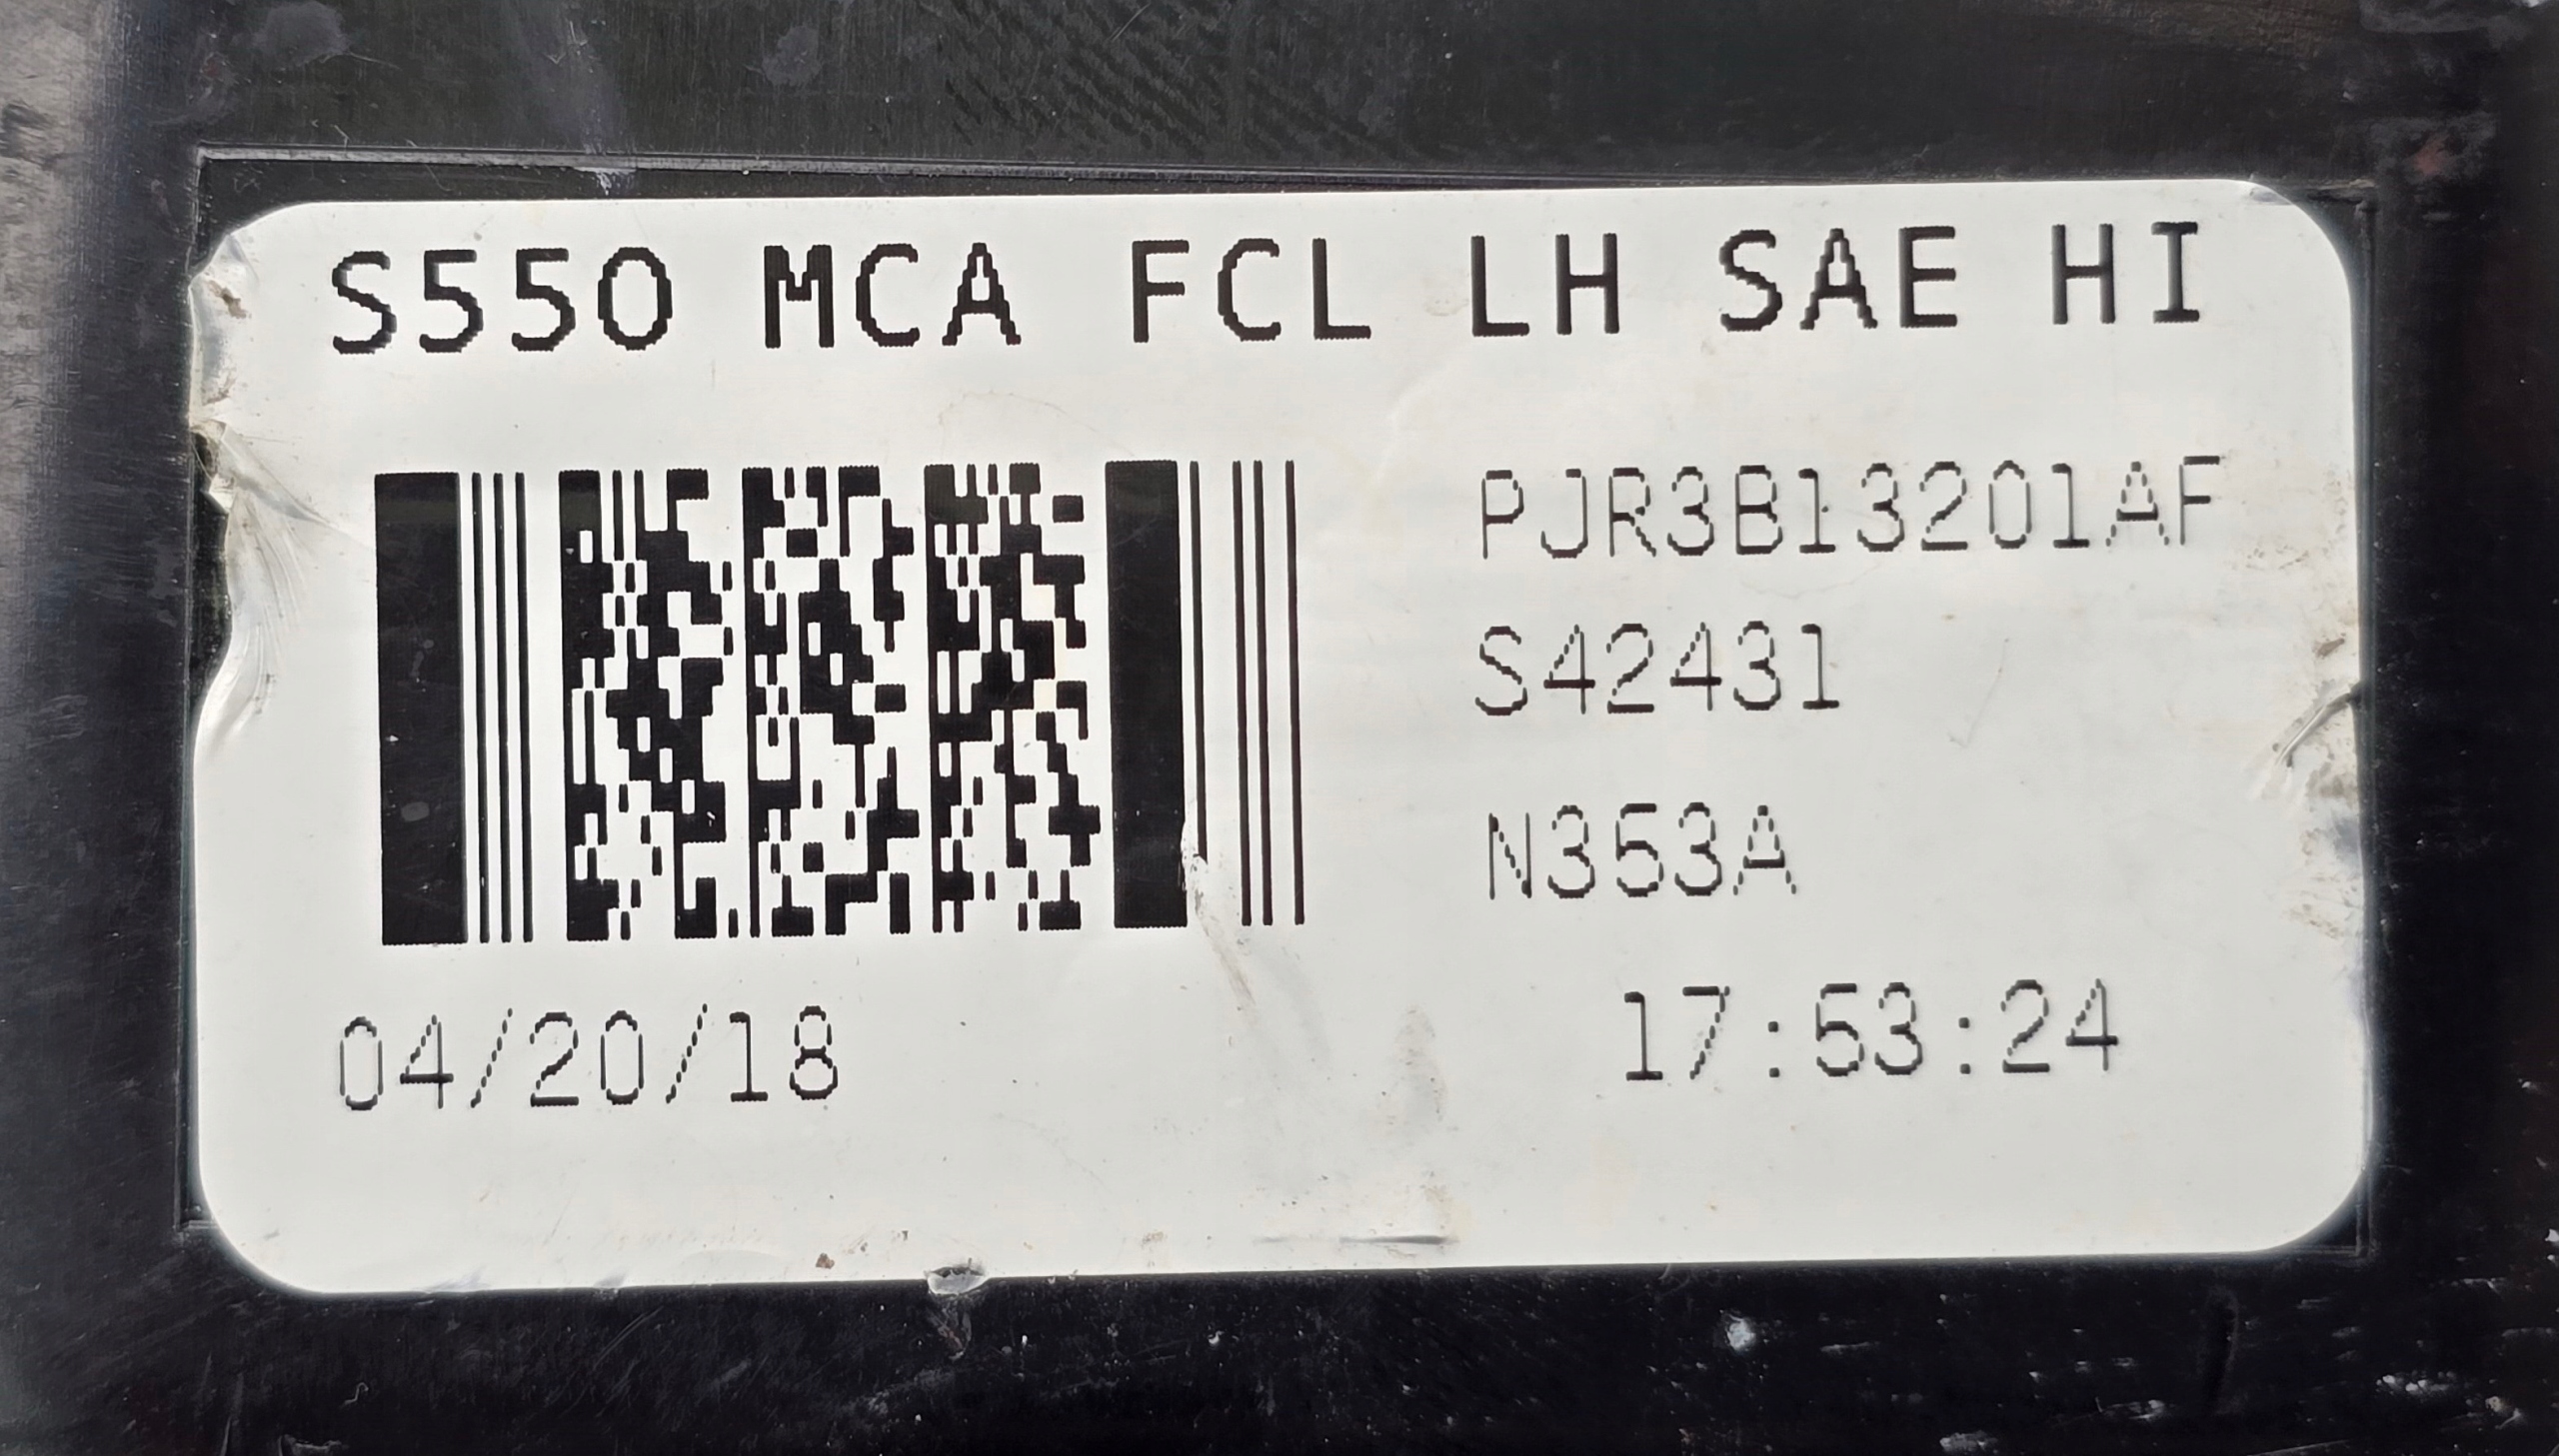 S550 MCA FCL LH SAE HI
PJR3B13201AF
S42431
N353A
04/20/18 17:53:24